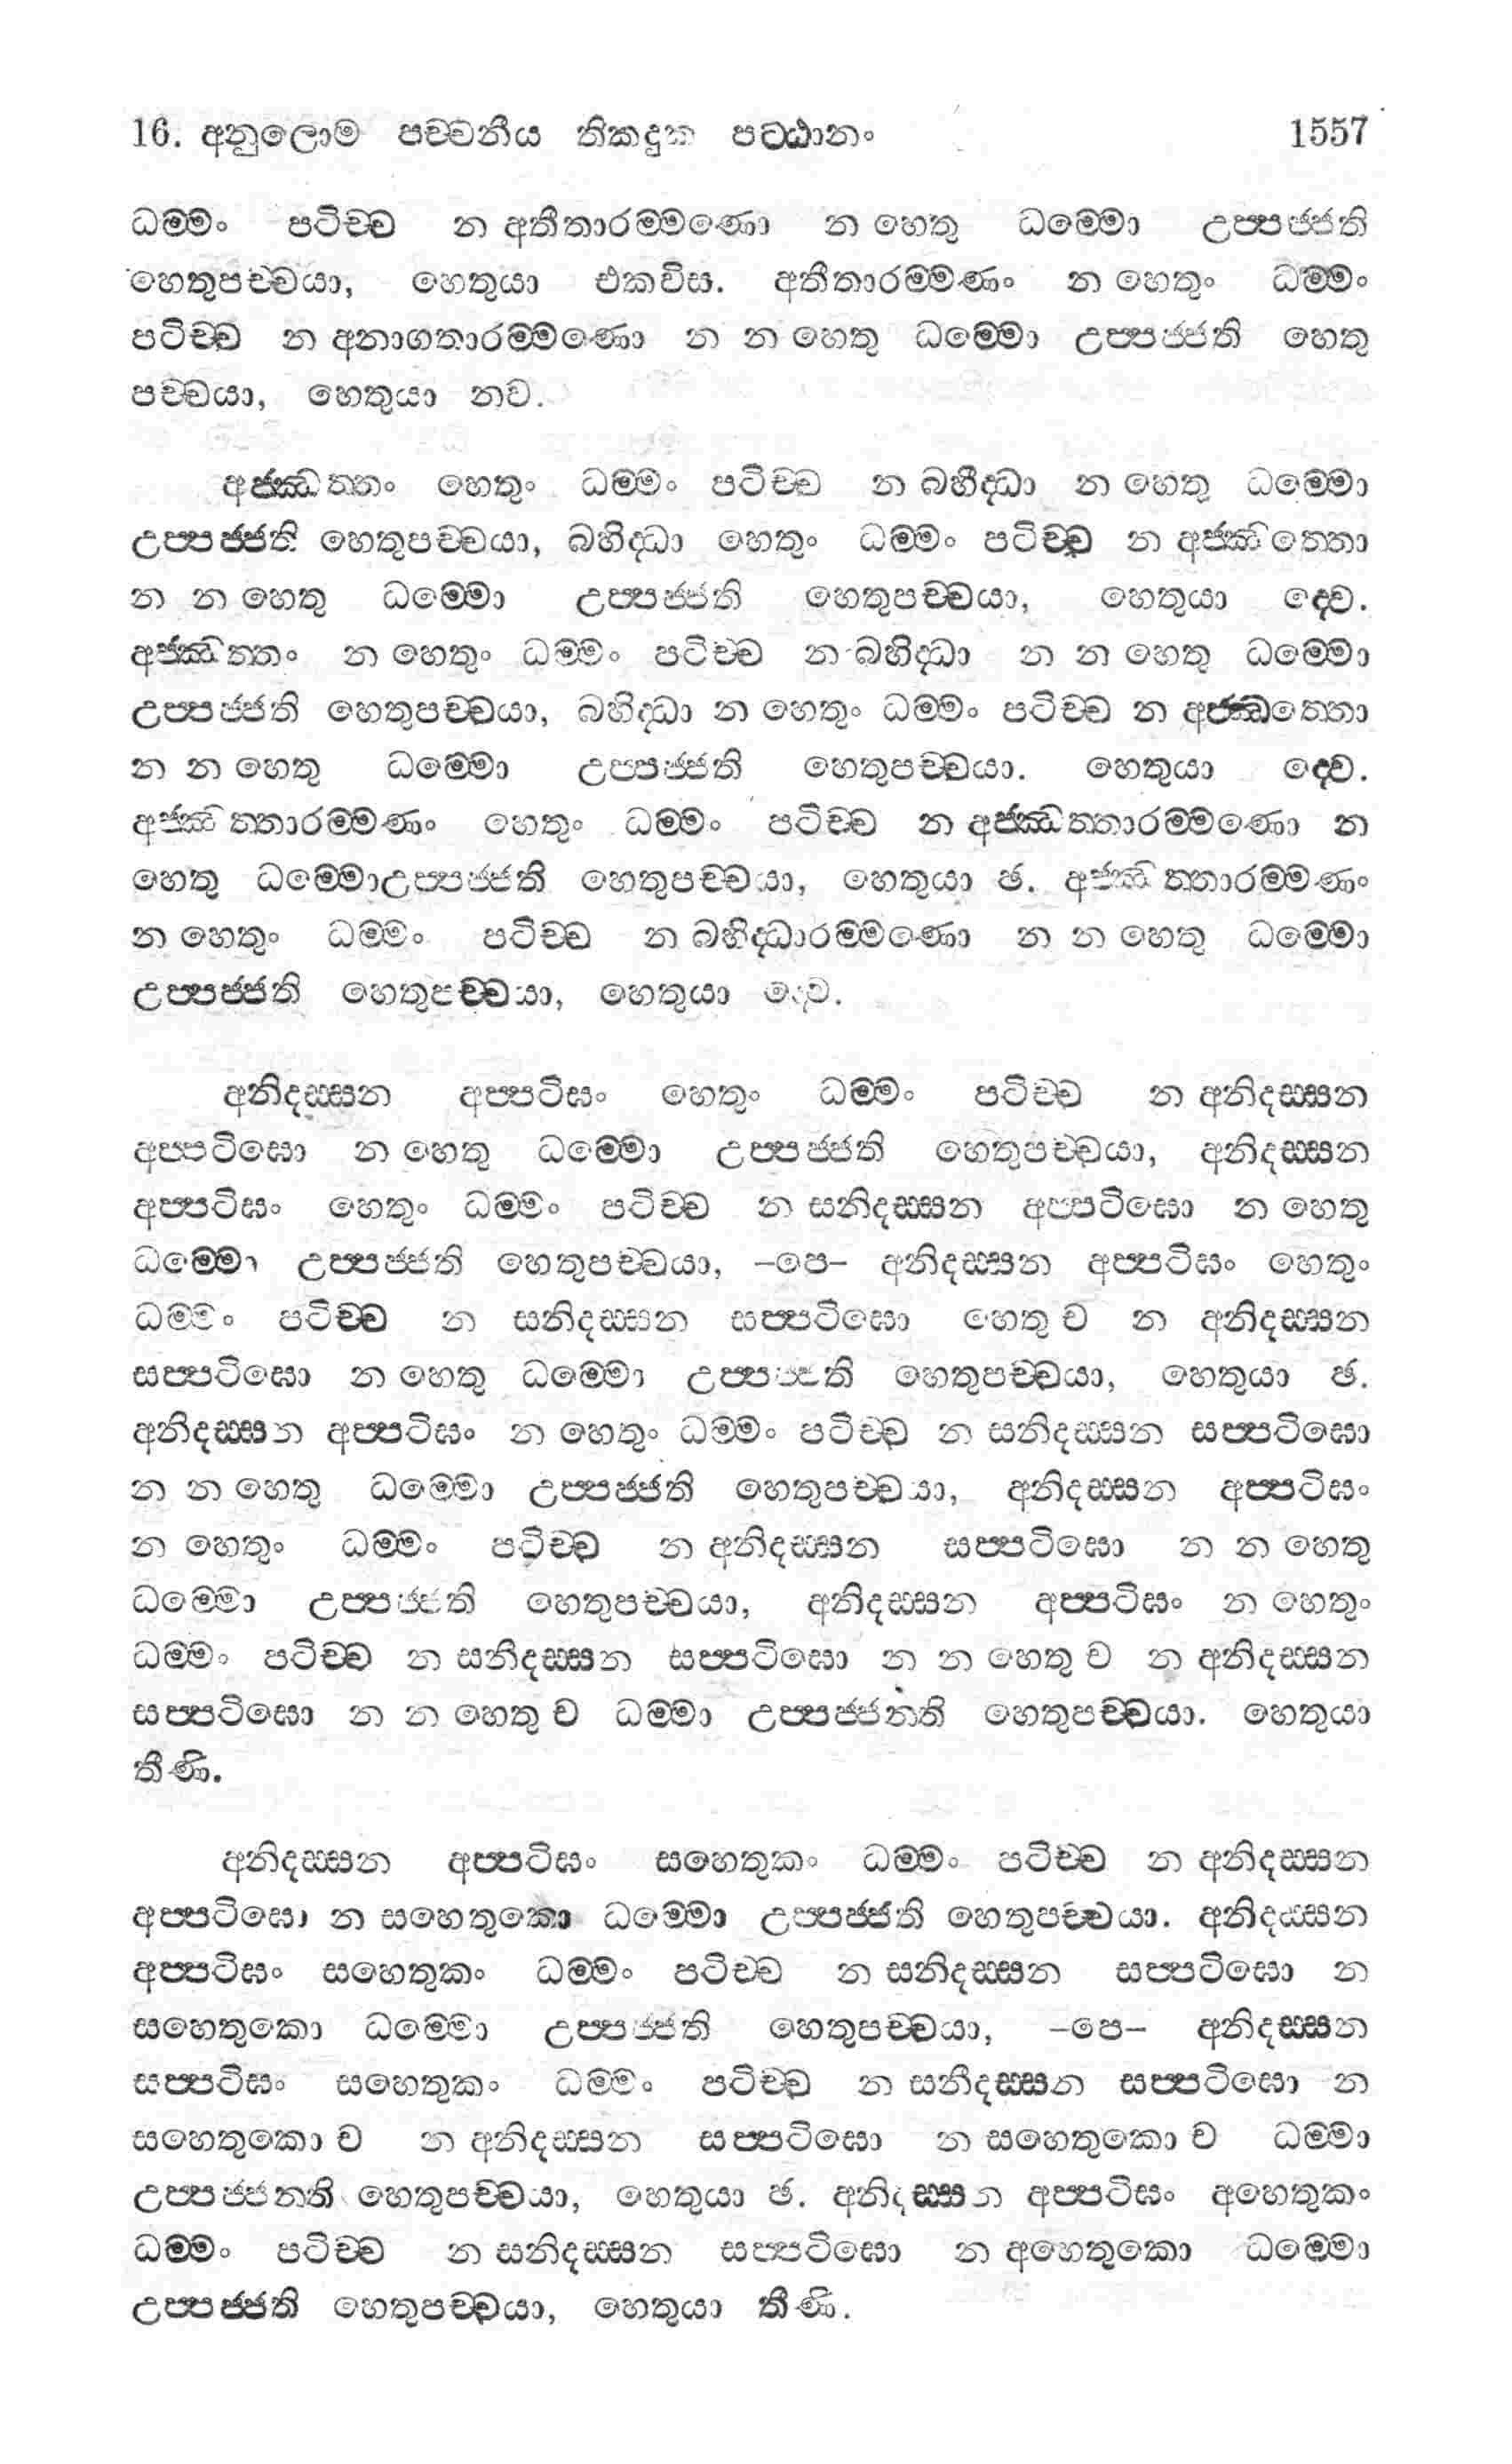 16. අනුලොම පච්චනීය තිකදුක පට්ඨානං 1557
ධම්මං පටිච්ච න අතීතාරම්මණො න හෙතු ධම්මො උප්පජ්ජති
හෙතුපච්චයා, හෙතුයා එකවිස. අතීතාරම්මණං න හෙතුං ධම්මං
පටිච්ච න අනාගතාරම්මණො න න හෙතු ධම්මො උප්පජ්ජති හෙතු
පච්චයා, හෙතුයා නව.
අජ්ඣත්තං හෙතුං ධම්මං පටිච්ච න බහීද්ධා න හෙතු ධම්මො
උප්පජ්ජති හෙතුපච්චයා, බහිද්ධා හෙතුං ධම්මං පටිච්ච න අජ්ඣත්තො
න න හෙතු ධම්මො උප්පජ්ජති හෙතුපච්චයා, හෙතුයා ද්වෙ.
අජ්ඣත්තං න හෙතුං ධම්මං පටිච්ච න බහිද්ධා න න හෙතු ධම්මො
උප්පජ්ජති හෙතුපච්චයා, බහිද්ධා න හෙතුං ධම්මං පටිච්ච න අජ්ඣත්තො
න න හෙතු ධම්මො උප්පජ්ජති හෙතුපච්චයා. හෙතුයා ද්වෙ.
අජ්ඣත්තාරම්මණං හෙතුං ධම්මං පටිච්ච න අජ්ඣත්තාරම්මණො න
හෙතු ධම්මොඋප්පජ්ජති හෙතුපච්චයා, හෙතුයා ඡ. අජ්ඣත්තාරම්මණං
න හෙතුං ධම්මං පටිච්ච න බහිද්ධාරම්මණො න න හෙතු ධම්මො
උප්පජ්ජති හෙතුපච්චයා, හෙතුයා ද්වෙ.
අනිදස්සන අප්පටිඝං හෙතුං ධම්මං පටිච්ච න අනිදස්සන
අප්පටිඝො න හෙතු ධම්මො උප්පජ්ජති හෙතුපච්චයා, අනිදස්සන
අප්පටිඝං හෙතුං ධම්මං පටිච්ච න සනිදස්සන අප්පටිඝො න හෙතු
ධම්මො උප්පජ්ජති හෙතුපච්චයා, –පෙ– අනිදස්සන අප්පටිඝං හෙතුං
ධම්මං පටිච්ච න සනිදස්සන සප්පටිඝො හෙතු ච න අනිදස්සන
සප්පටිඝො න හෙතු ධම්මො උප්පජ්ජති හෙතුපච්චයා, හෙතුයා ඡ.
අනිදස්සන අප්පටිඝං න හෙතුං ධම්මං පටිච්ච න සනිදස්සන සප්පටිඝො
න න හෙතු ධම්මො උප්පජ්ජති හෙතුපච්චයා, අනිදස්සන අප්පටිඝං
න හෙතුං ධම්මං පටිච්ච න අනිදස්සන සප්පටිඝො න න හෙතු
ධම්මො උප්පජ්ජති හෙතුපච්චයා, අනිදස්සන අප්පටිඝං න හෙතුං
ධම්මං පටිච්ච න සනීදස්සන සප්පටිඝො න න හෙතු ච න අනිදස්සන
සප්පටිඝො න න හෙතු ච ධම්මා උප්පජ්ජන්ති හෙතුපච්චයා. හෙතුයා
තීණි.
අනිදස්සන අප්පටිඝං සහෙතුකං ධම්මං පටිච්ච න අනිදස්සන
අප්පටිඝො න සහෙතුකො ධම්මො උප්පජ්ජති හෙතුපච්චයා. අනිදස්සන
අප්පටිඝං සහෙතුකං ධම්මං පටිච්ච න සනිදස්සන සප්පටිඝො න
සහෙතුකො ධම්මො උප්පජ්ජති හෙතුපච්චයා, –පෙ– අනිදස්සන
සප්පටිඝං සහෙතුකං ධම්මං පටිච්ච න සනීදස්සන සප්පටිඝො න
සහෙතුකො ච න අනිදස්සන සප්පටිඝො න සහෙතුකො ච ධම්මා
උප්පජ්ජන්ති හෙතුපච්චයා, හෙතුයා ඡ. අනිදස්සන අප්පටිඝං අහෙතුකං
ධම්මං පටිච්ච න සනිදස්සන සප්පටිඝො න අහෙතුකො ධම්මො
උප්පජ්ජති හෙතුපච්චයා, හෙතුයා තීණි.